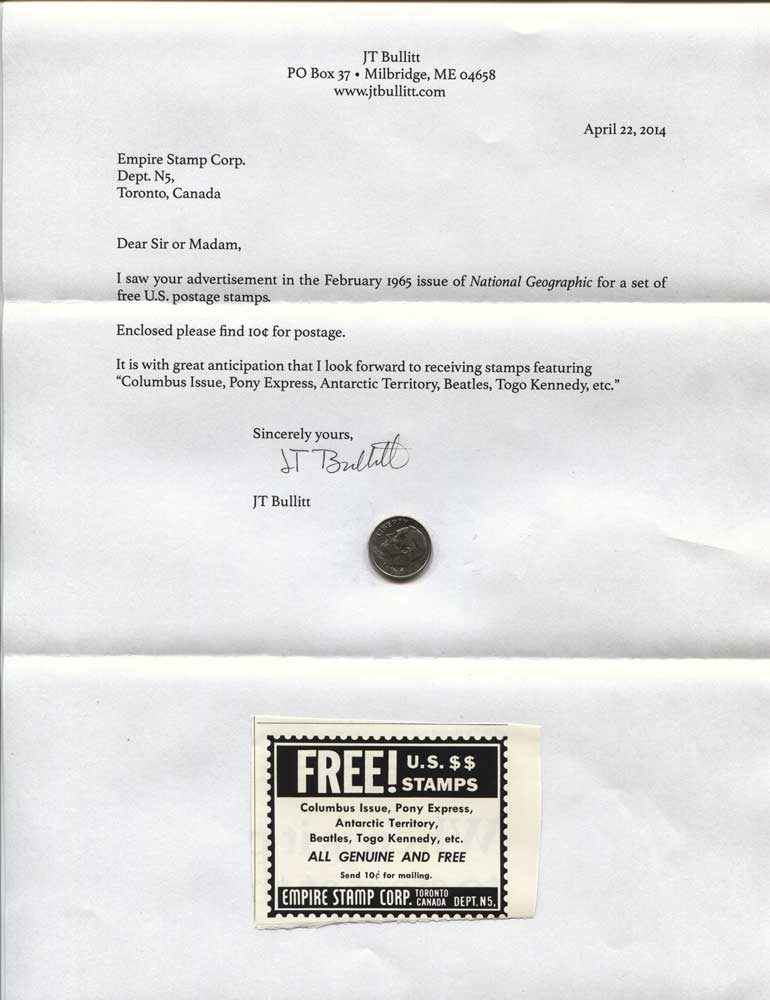 JT Bullitt
PO Box 37 • Milbridge, ME 04658
www.jtbullitt.com
April 22, 2014
Empire Stamp Corp.
Dept. N5,
Toronto, Canada
Dear Sir or Madam,
I saw your advertisement in the February 1965 issue of National Geographic for a set of
free U.S. postage stamps.
Enclosed please find 10¢ for postage.
It is with great anticipation that I look forward to receiving stamps featuring
“Columbus Issue, Pony Express, Antarctic Territory, Beatles, Togo Kennedy, etc.”
Sincerely yours,
JT Bullitt
JT Bullitt
LIBERTY
FREE! U.S. $$
STAMPS
Columbus Issue, Pony Express,
Antarctic Territory,
Beatles, Togo Kennedy, etc.
ALL GENUINE AND FREE
Send 10¢ for mailing.
EMPIRE STAMP CORP. TORONTO
CANADA DEPT. N5,